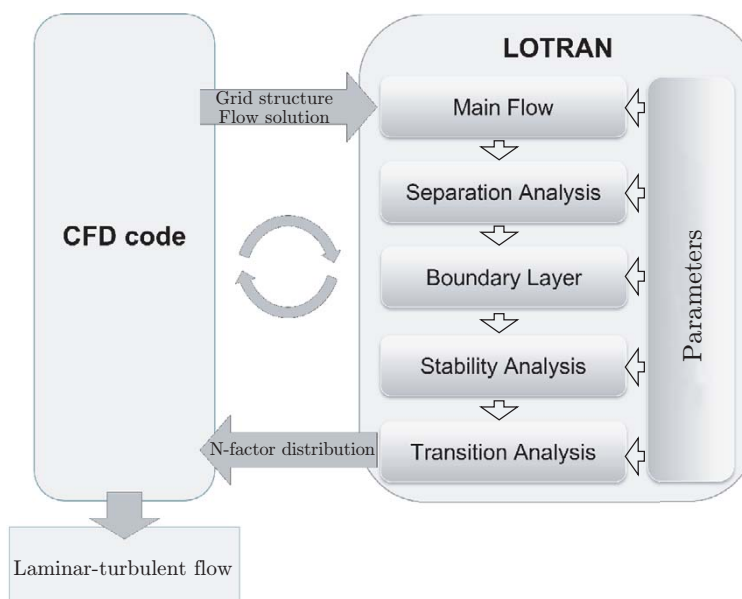 LOTRAN
Grid structure
Flow solution
Main Flow
Separation Analysis
CFD code
Boundary Layer
Parameters
Stability Analysis
N-factor distribution
Transition Analysis
Laminar-turbulent flow